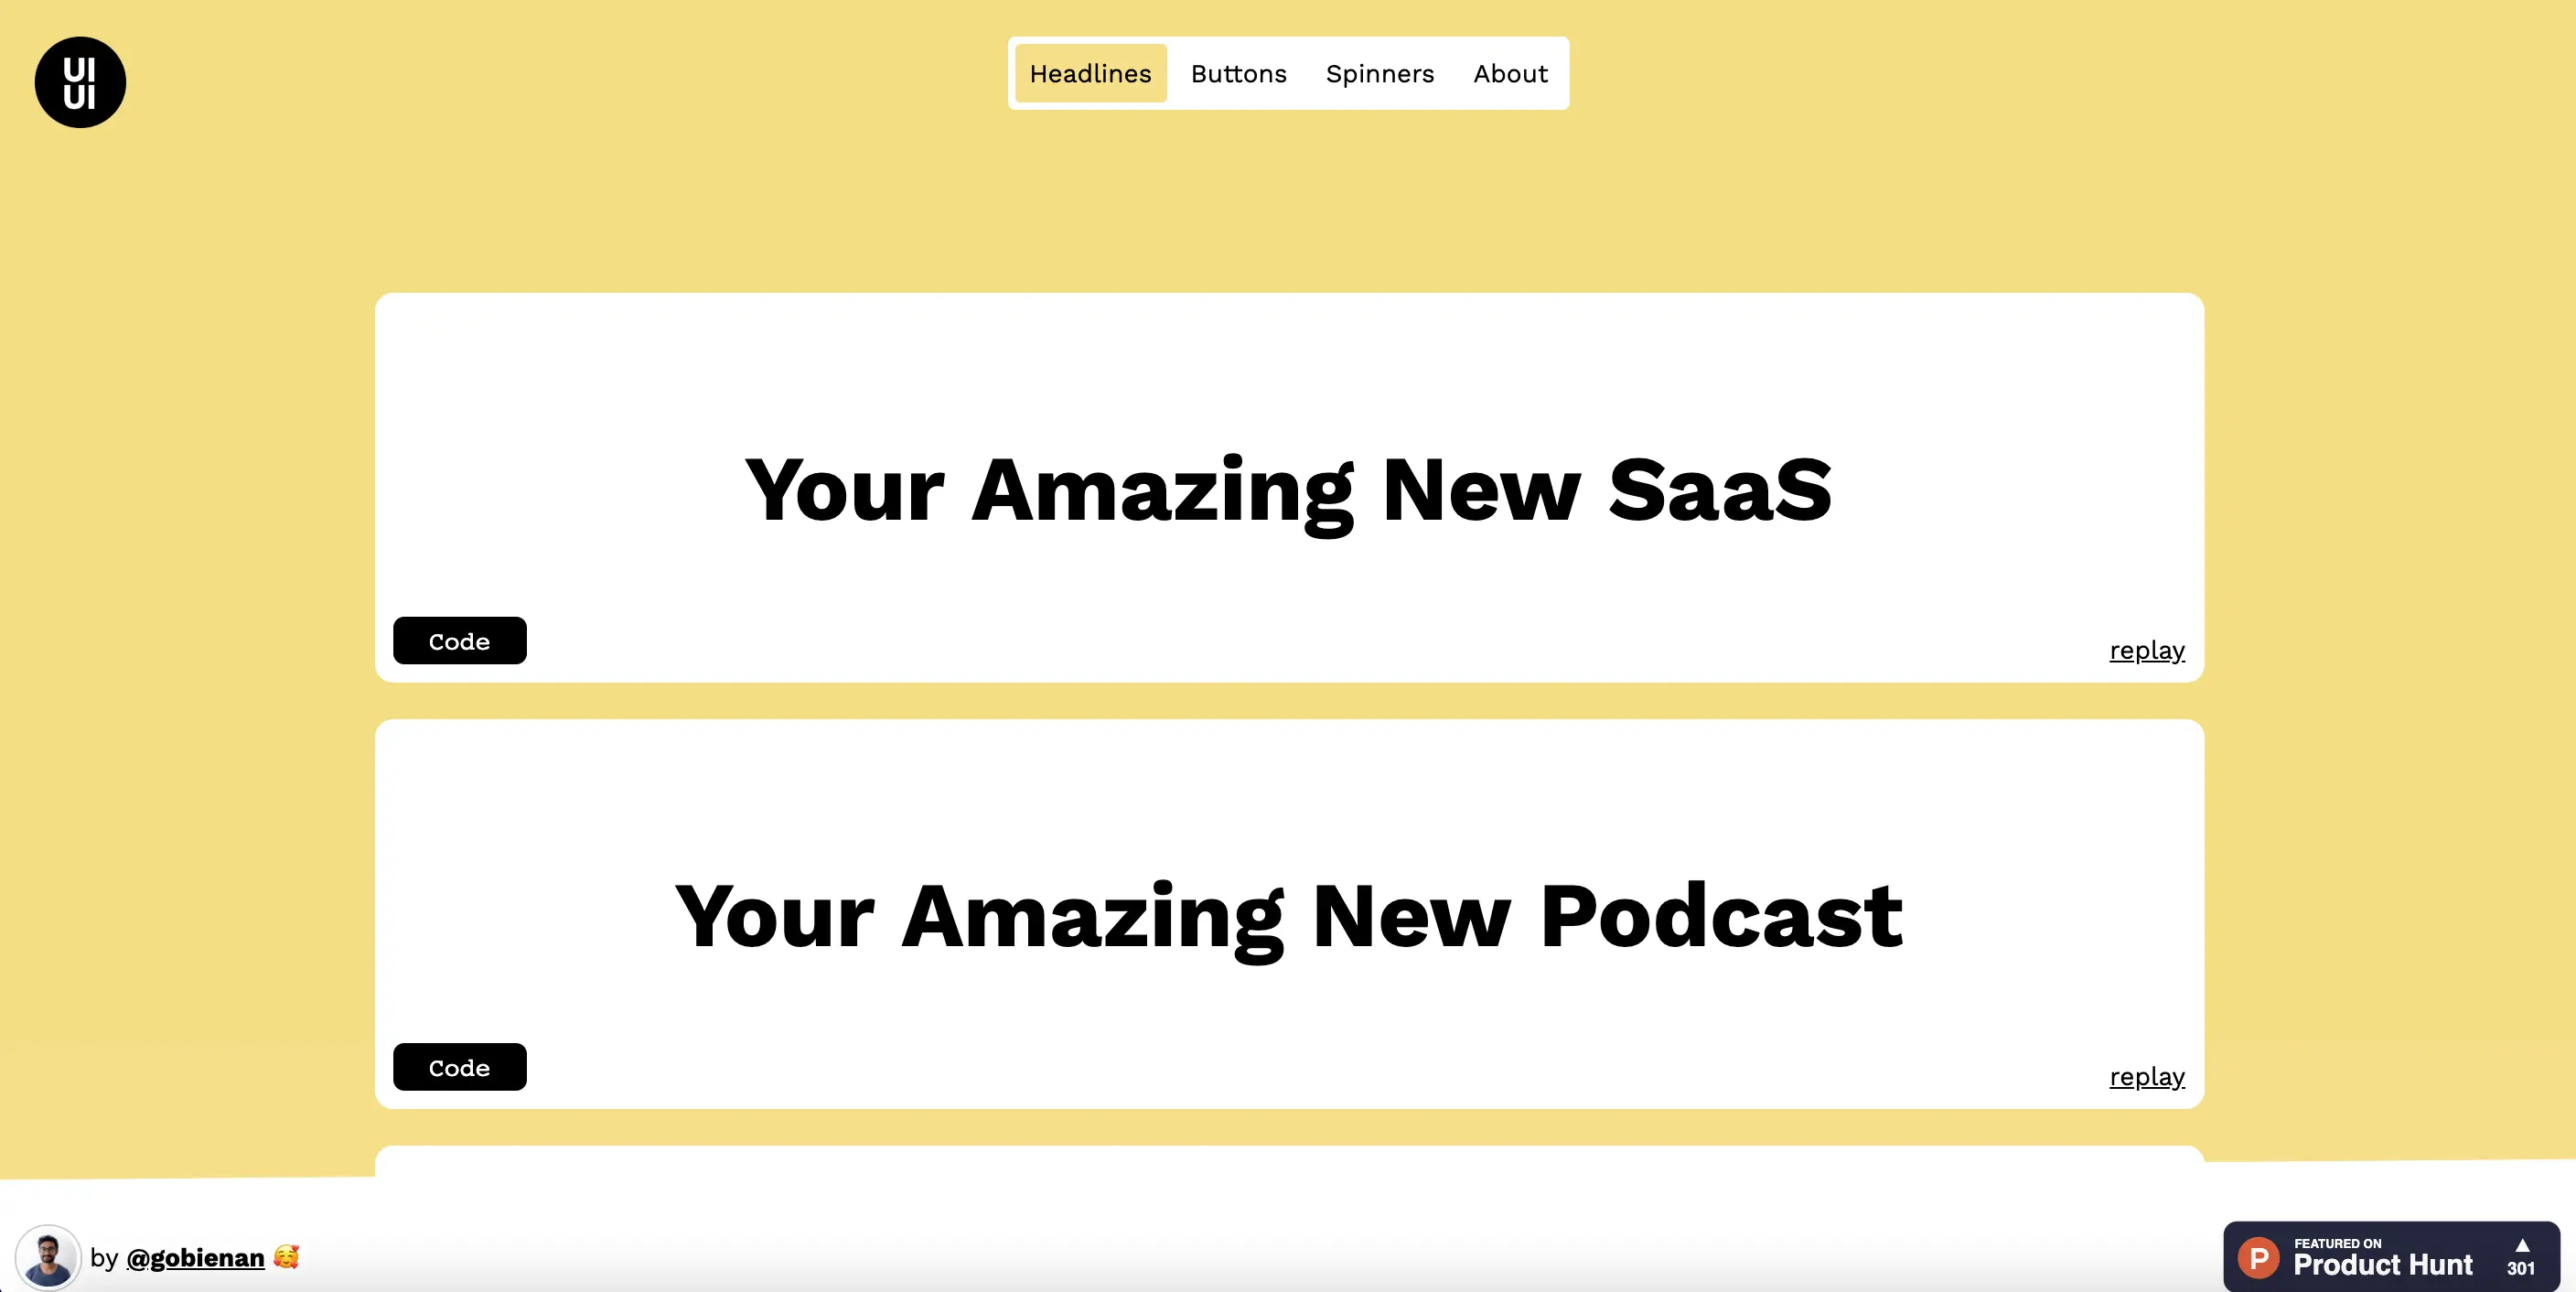 UI
UI
Headlines Buttons Spinners About
Your Amazing New SaaS
Code
replay
Your Amazing New Podcast
Code
replay
by @gobienan 🥰
P
FEATURED ON
Product Hunt
▲
301